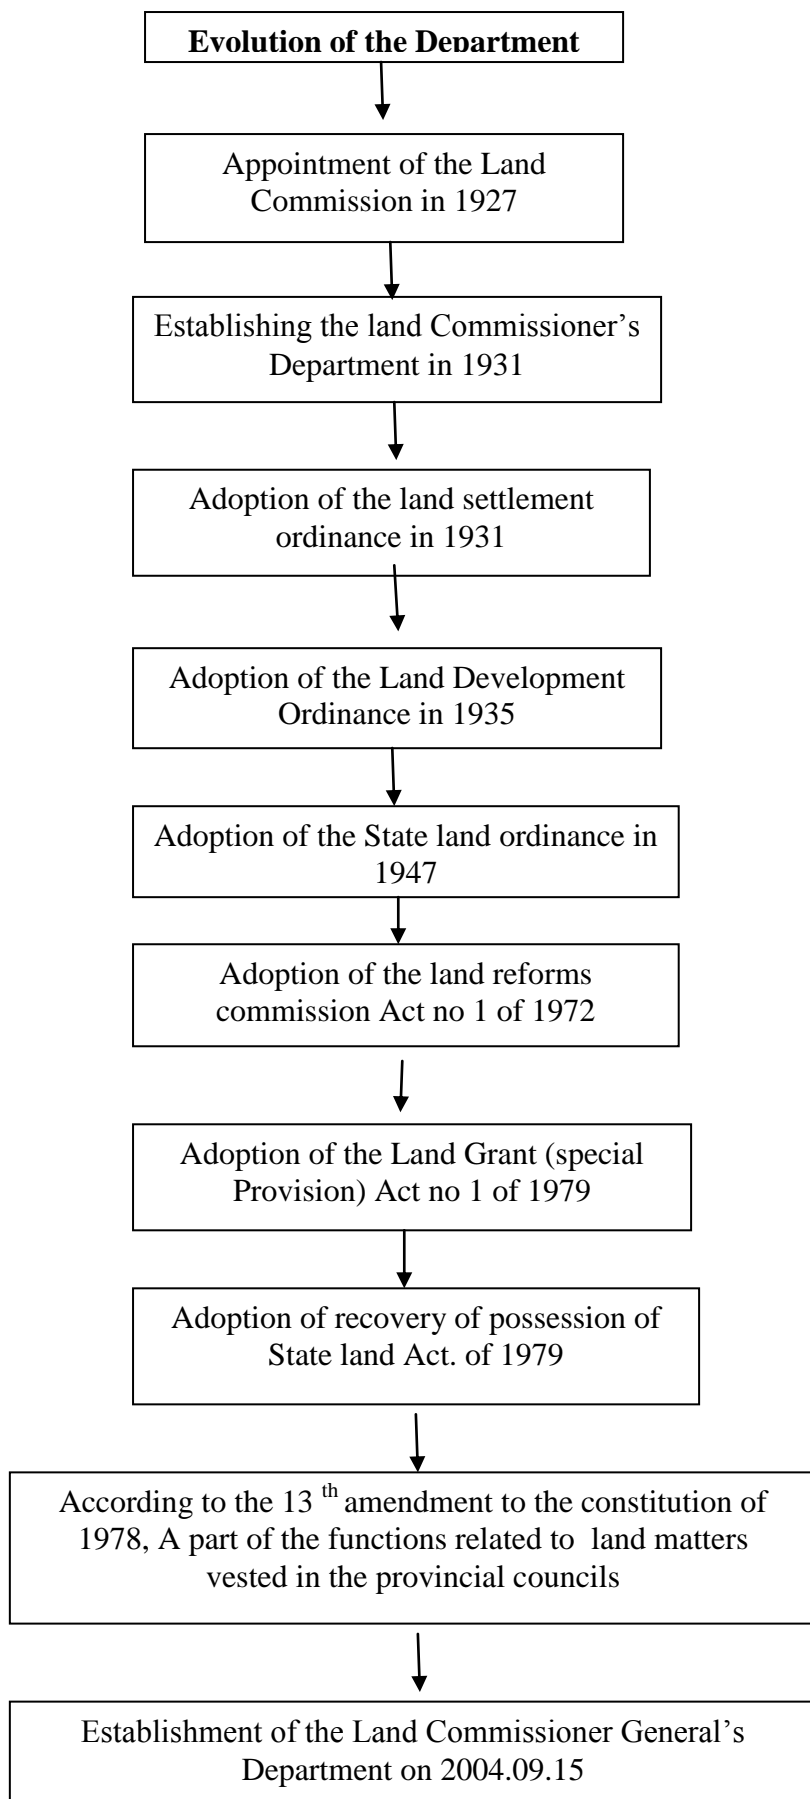 Evolution of the Department
Appointment of the Land
Commission in 1927
Establishing the land Commissioner’s
Department in 1931
Adoption of the land settlement
ordinance in 1931
Adoption of the Land Development
Ordinance in 1935
Adoption of the State land ordinance in
1947
Adoption of the land reforms
commission Act no 1 of 1972
Adoption of the Land Grant (special
Provision) Act no 1 of 1979
Adoption of recovery of possession of
State land Act. of 1979
According to the 13 th amendment to the constitution of
1978, A part of the functions related to land matters
vested in the provincial councils
Establishment of the Land Commissioner General’s
Department on 2004.09.15